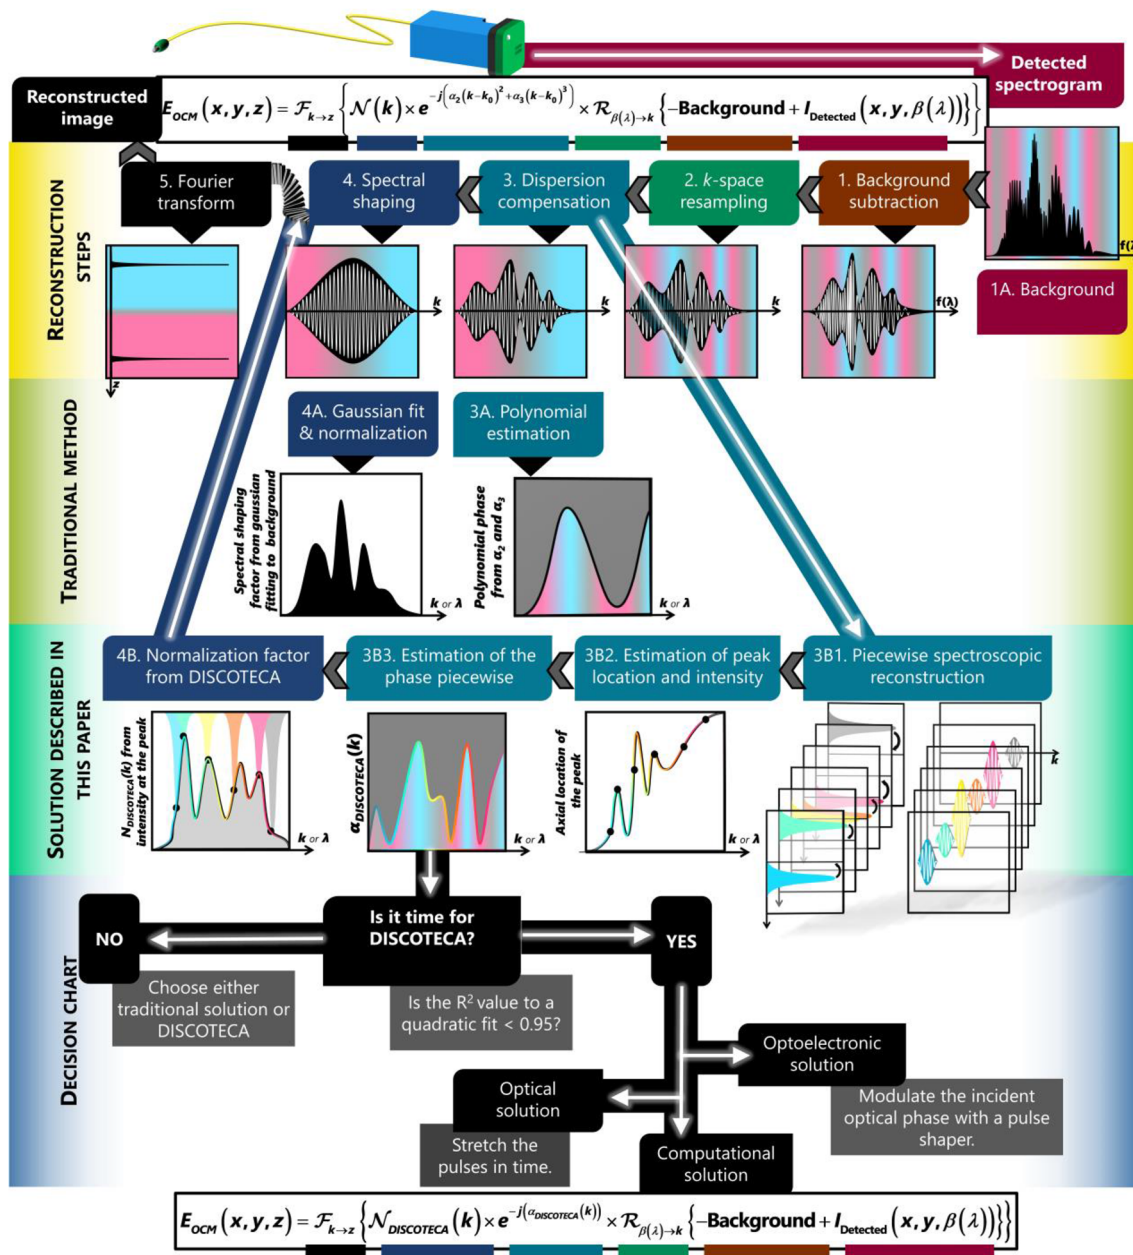 Detected
spectrogram
Reconstructed
image
E_OCM (x, y, z) = F_{k→z} { N(k) × e^{-j(α₂(k-k₀)²+α₃(k-k₀)³)} × R_{β(λ)→k} {-Background + I_Detected (x, y, β(λ))}}
RECONSTRUCTION
STEPS
5. Fourier
transform
4. Spectral
shaping
3. Dispersion
compensation
2. k-space
resampling
1. Background
subtraction
z
k
k
k
f(λ)
1A. Background
TRADITIONAL METHOD
4A. Gaussian fit
& normalization
3A. Polynomial
estimation
Spectral shaping
factor from gaussian
fitting to background
k or λ
Polynomial phase
from α₂ and α₃
k or λ
SOLUTION DESCRIBED IN
THIS PAPER
4B. Normalization factor
from DISCOTECA
3B3. Estimation of the
phase piecewise
3B2. Estimation of peak
location and intensity
3B1. Piecewise spectroscopic
reconstruction
N_DISCOTECA(k) from
intensity at the peak
k or λ
α_DISCOTECA(k)
k or λ
Axial location of
the peak
k or λ
k
DECISION CHART
NO
Is it time for
DISCOTECA?
YES
Choose either
traditional solution or
DISCOTECA
Is the R² value to a
quadratic fit < 0.95?
Optoelectronic
solution
Optical
solution
Modulate the incident
optical phase with a pulse
shaper.
Stretch the
pulses in time.
Computational
solution
E_OCM (x, y, z) = F_{k→z} {N_DISCOTECA (k) × e^{-j(α_DISCOTECA(k))} × R_{β(λ)→k} {-Background + I_Detected (x, y, β(λ))}}